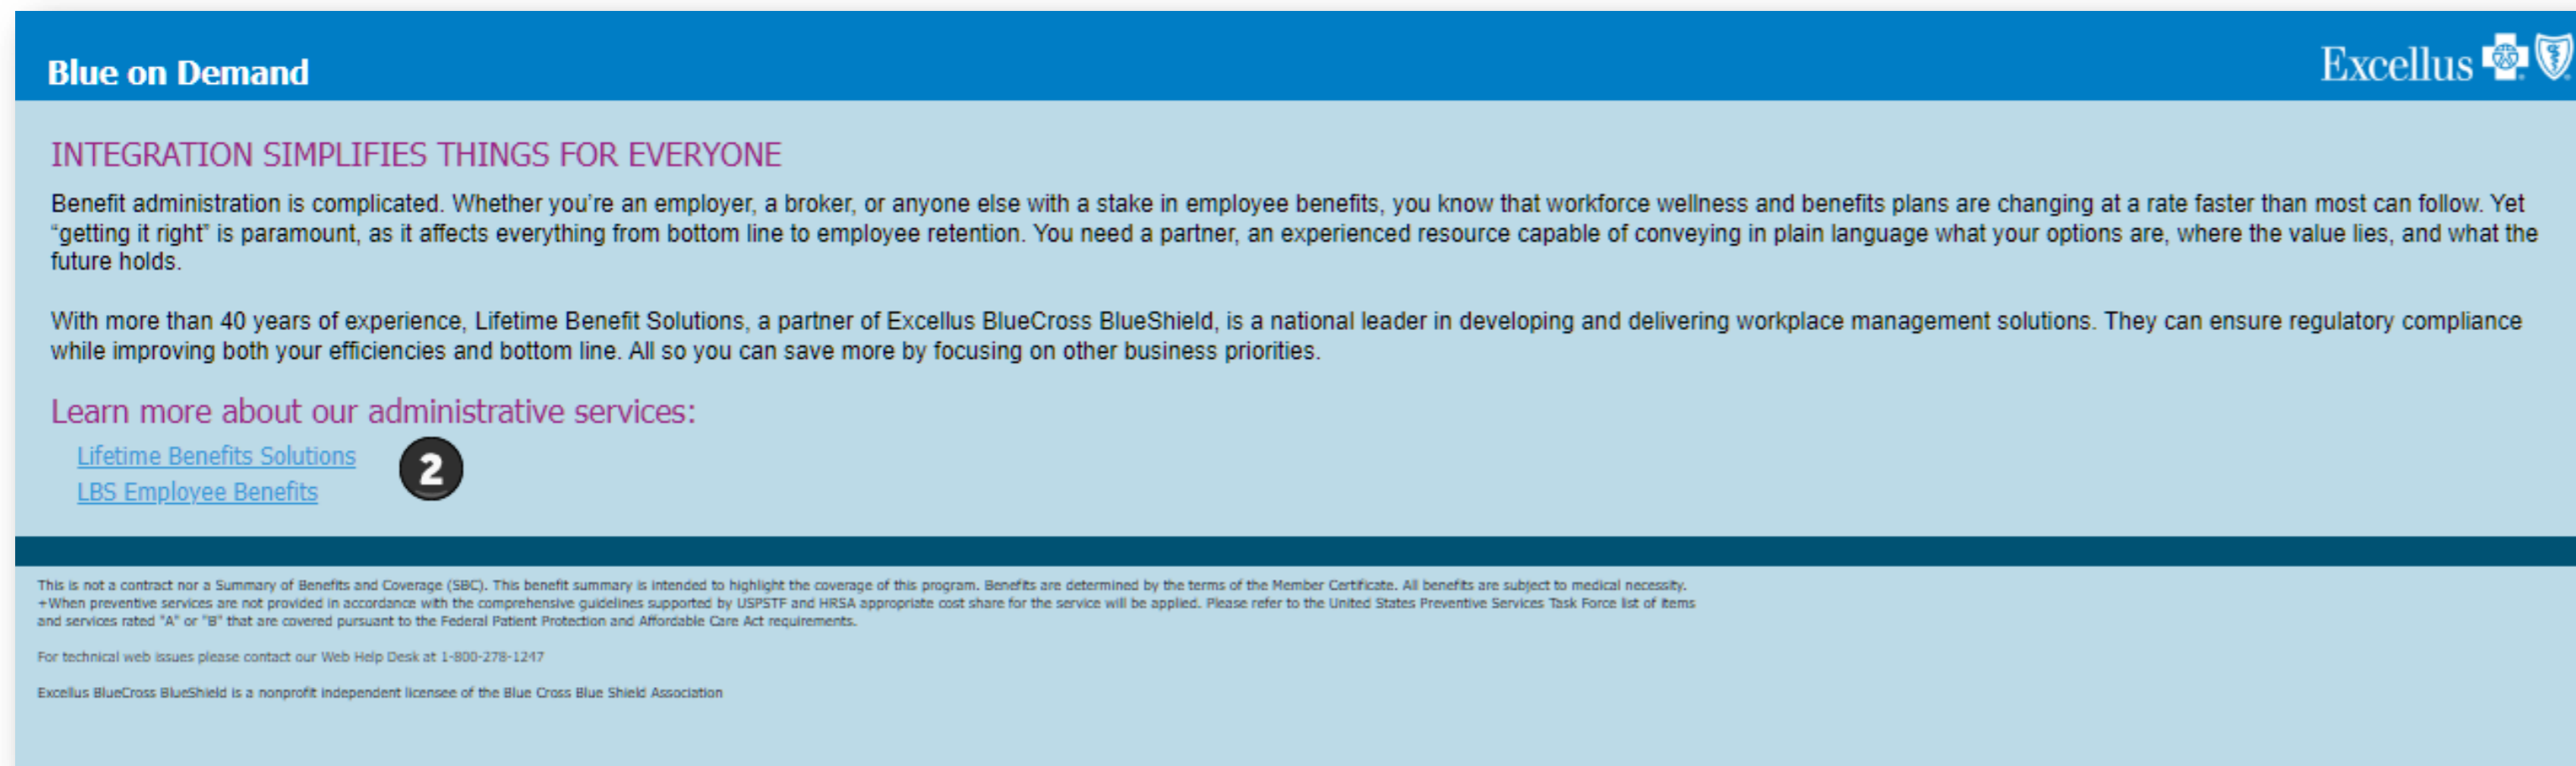 Blue on Demand
Excellus
INTEGRATION SIMPLIFIES THINGS FOR EVERYONE
Benefit administration is complicated. Whether you're an employer, a broker, or anyone else with a stake in employee benefits, you know that workforce wellness and benefits plans are changing at a rate faster than most can follow. Yet
“getting it right” is paramount, as it affects everything from bottom line to employee retention. You need a partner, an experienced resource capable of conveying in plain language what your options are, where the value lies, and what the
future holds.
With more than 40 years of experience, Lifetime Benefit Solutions, a partner of Excellus BlueCross BlueShield, is a national leader in developing and delivering workplace management solutions. They can ensure regulatory compliance
while improving both your efficiencies and bottom line. All so you can save more by focusing on other business priorities.
Learn more about our administrative services:
Lifetime Benefits Solutions
2
LBS Employee Benefits
This is not a contract nor a Summary of Benefits and Coverage (SBC). This benefit summary is intended to highlight the coverage of this program. Benefits are determined by the terms of the Member Certificate. All benefits are subject to medical necessity.
+When preventive services are not provided in accordance with the comprehensive guidelines supported by USPSTF and HRSA appropriate cost share for the service will be applied. Please refer to the United States Preventive Services Task Force list of items
and services rated "A" or "B" that are covered pursuant to the Federal Patient Protection and Affordable Care Act requirements.
For technical web issues please contact our Web Help Desk at 1-800-278-1247
Excellus BlueCross BlueShield is a nonprofit independent licensee of the Blue Cross Blue Shield Association